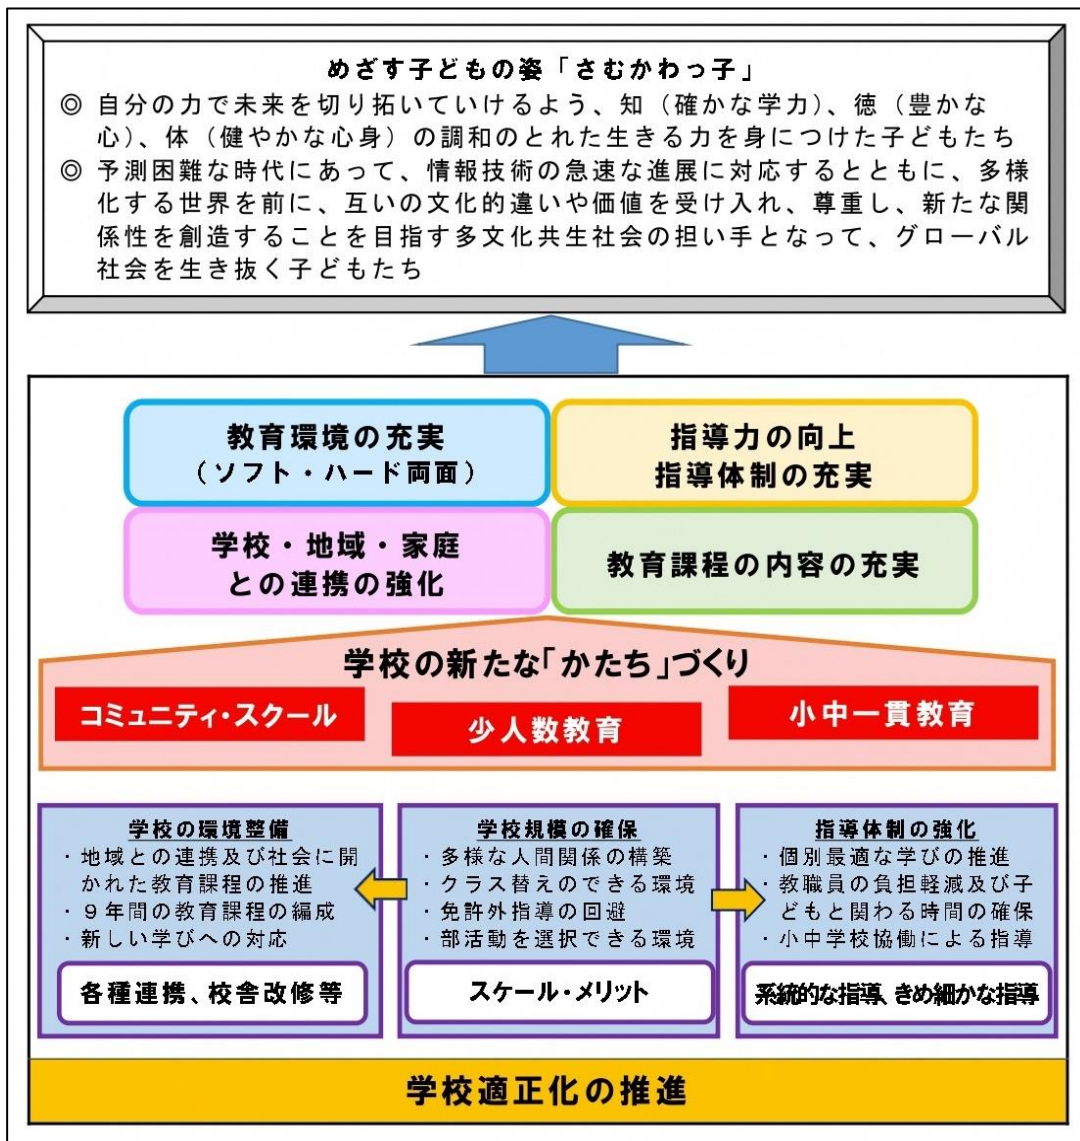 めざす子どもの姿「さむかわっ子」
◎ 自分の力で未来を切り拓いていけるよう、知（確かな学力）、徳（豊かな
心）、体（健やかな心身）の調和のとれた生きる力を身につけた子どもたち
◎ 予測困難な時代にあって、情報技術の急速な進展に対応するとともに、多様
化する世界を前に、互いの文化的違いや価値を受け入れ、尊重し、新たな関
係性を創造することを目指す多文化共生社会の担い手となって、グローバル
社会を生き抜く子どもたち
教育環境の充実
（ソフト・ハード両面）
指導力の向上
指導体制の充実
学校・地域・家庭
との連携の強化
教育課程の内容の充実
学校の新たな「かたち」づくり
コミュニティ・スクール
少人数教育
小中一貫教育
学校の環境整備
・地域との連携及び社会に開
かれた教育課程の推進
・９年間の教育課程の編成
・新しい学びへの対応
各種連携、校舎改修等
学校規模の確保
・多様な人間関係の構築
・クラス替えのできる環境
・免許外指導の回避
・部活動を選択できる環境
スケール・メリット
指導体制の強化
・個別最適な学びの推進
・教職員の負担軽減及び子
どもと関わる時間の確保
・小中学校協働による指導
系統的な指導、きめ細かな指導
学校適正化の推進